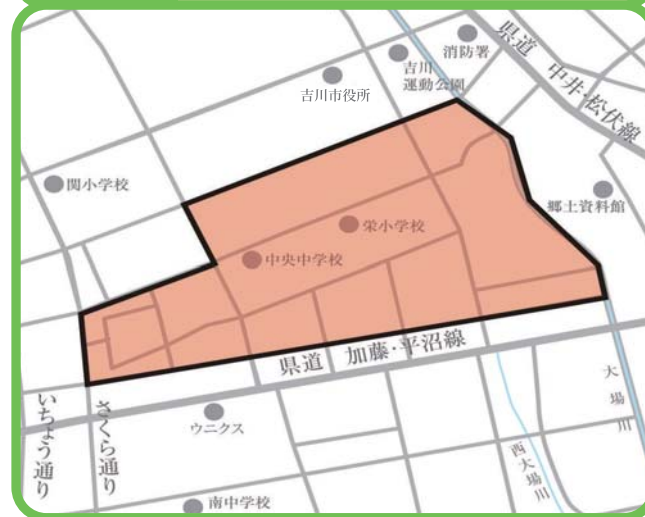 消防署
県道 中井・松伏線
吉川
運動公園
吉川市役所
関小学校
郷土資料館
栄小学校
中央中学校
県道 加藤・平沼線
いちょう通り
さくら通り
ウニクス
大場川
西大場川
南中学校